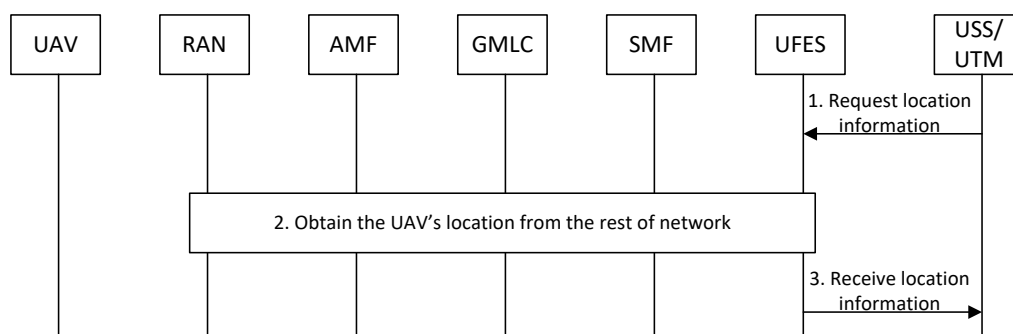 UAV
RAN
AMF
GMLC
SMF
UFES
USS/
UTM
1. Request location
information
2. Obtain the UAV's location from the rest of network
3. Receive location
information